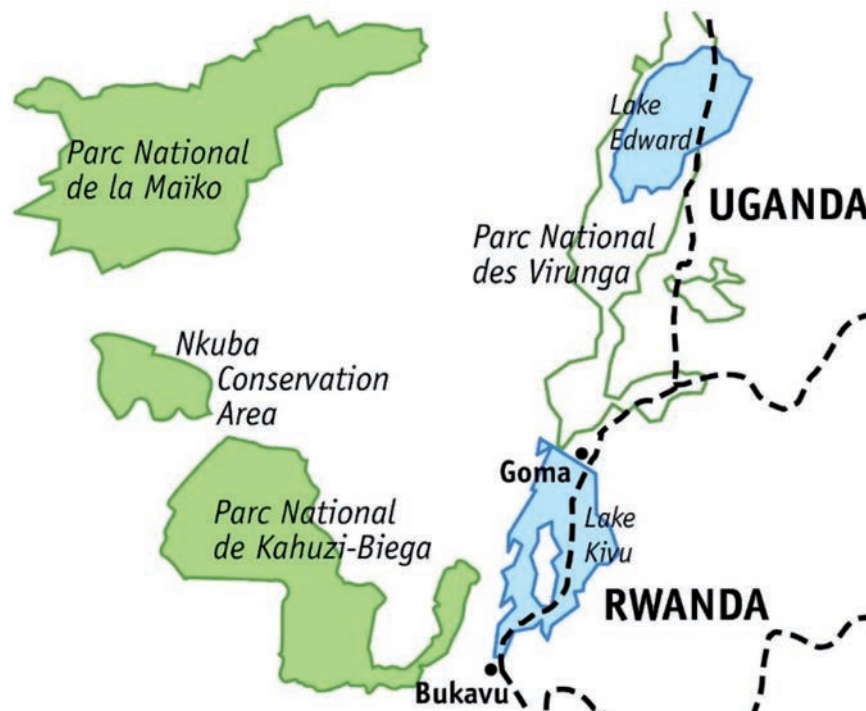 Parc National
de la Maïko
Lake
Edward
UGANDA
Parc National
des Virunga
Nkuba
Conservation
Area
Goma
Parc National
de Kahuzi-Biega
Lake
Kivu
RWANDA
Bukavu